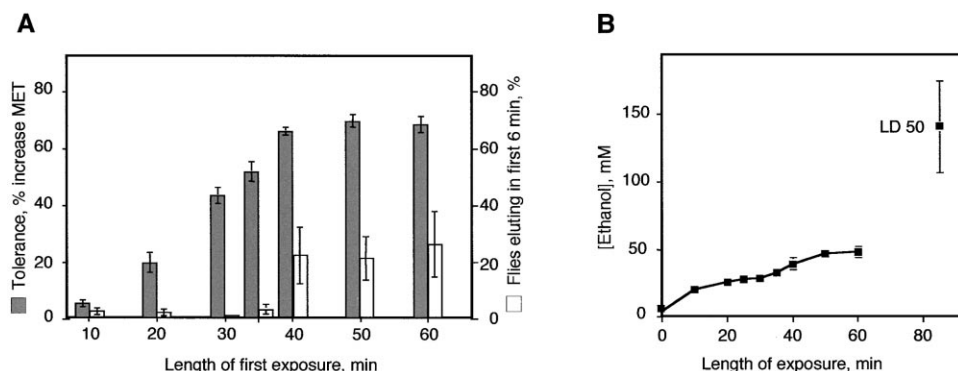 A
Tolerance, % increase MET
80
60
40
20
0
80
60
40
20
0
Flies eluting in first 6 min, %
10 20 30 40 50 60
Length of first exposure, min
B
[Ethanol], mM
150
100
50
0
LD 50
0 20 40 60 80
Length of exposure, min